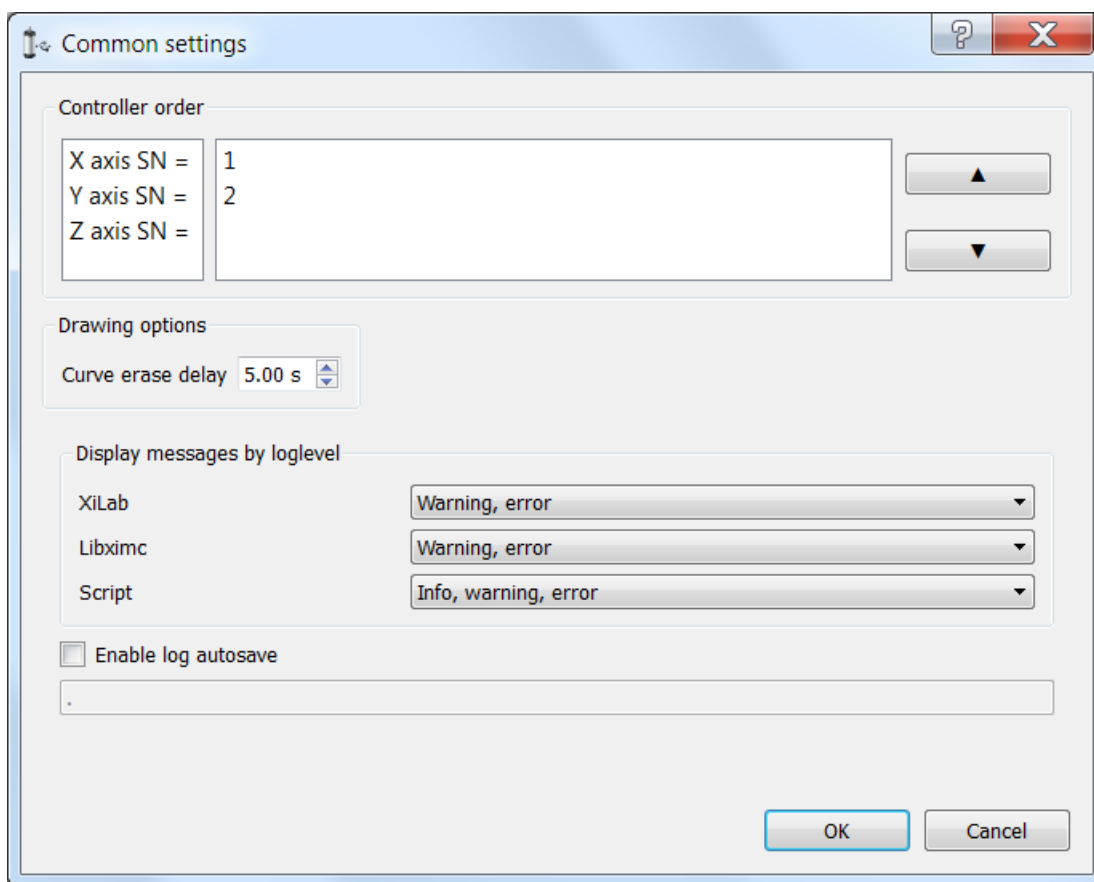 Common settings
Controller order
X axis SN = 1
Y axis SN = 2
Z axis SN =
▲
▼
Drawing options
Curve erase delay 5.00 s
Display messages by loglevel
XiLab Warning, error
Libximc Warning, error
Script Info, warning, error
Enable log autosave
.
OK Cancel